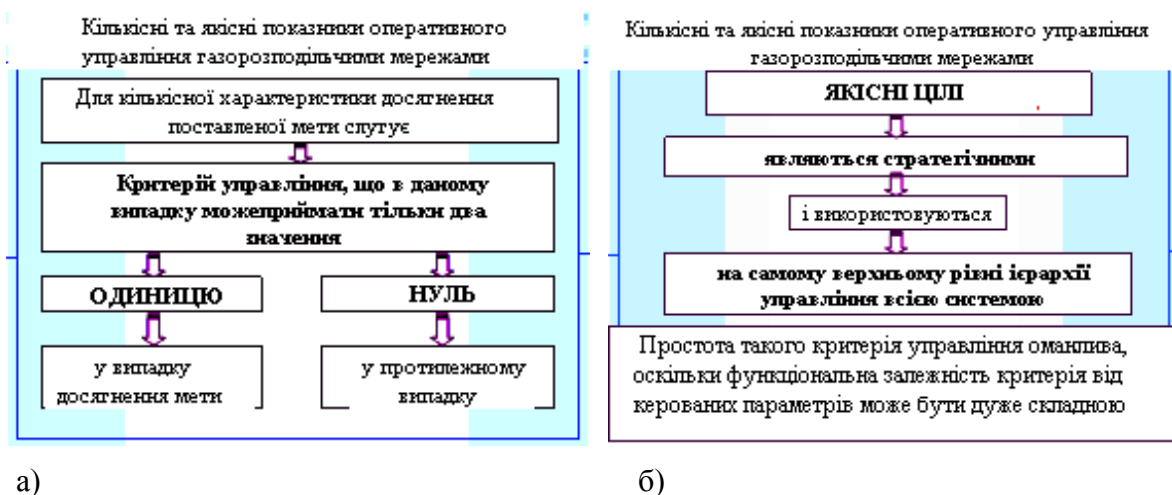 Кількісні та якісні показники оперативного
управління газорозподільчими мережами
Для кількісної характеристики досягнення
поставленої мети слугує
Критерій управління, що в даному
випадку можеприймати тільки два
значення
ОДИНИЦЮ
НУЛЬ
у випадку
досягнення мети
у протилежному
випадку
а)
Кількісні та якісні показники оперативного управління
газорозподільчими мережами
ЯКІСНІ ЦІЛІ
являються стратегічними
і використовуються
на самому верхньому рівні ієрархії
управління всією системою
Простота такого критерія управління оманлива,
оскільки функціональна залежність критерія від
керованих параметрів може бути дуже складною
б)